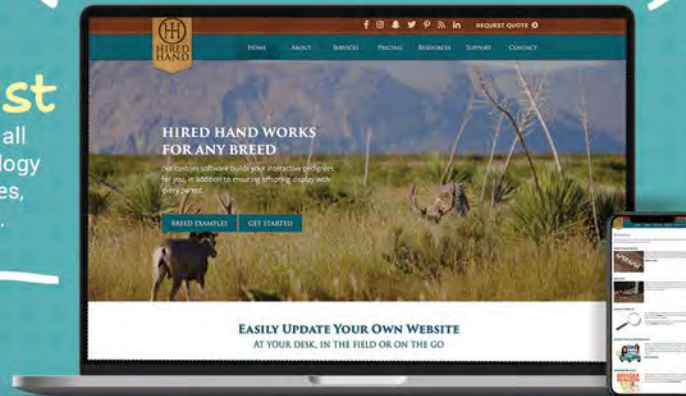 st
all
logy
es,
.
HH
HIRED
HAND
REQUEST QUOTE
HOME ABOUT SERVICES PRICING RESOURCES SUPPORT CONTACT
HIRED HAND WORKS
FOR ANY BREED
our custom software builds your interactive pedigrees
for you, in addition to ensuring offspring display with
every parent.
BREED EXAMPLES GET STARTED
EASILY UPDATE YOUR OWN WEBSITE
AT YOUR DESK, IN THE FIELD OR ON THE GO